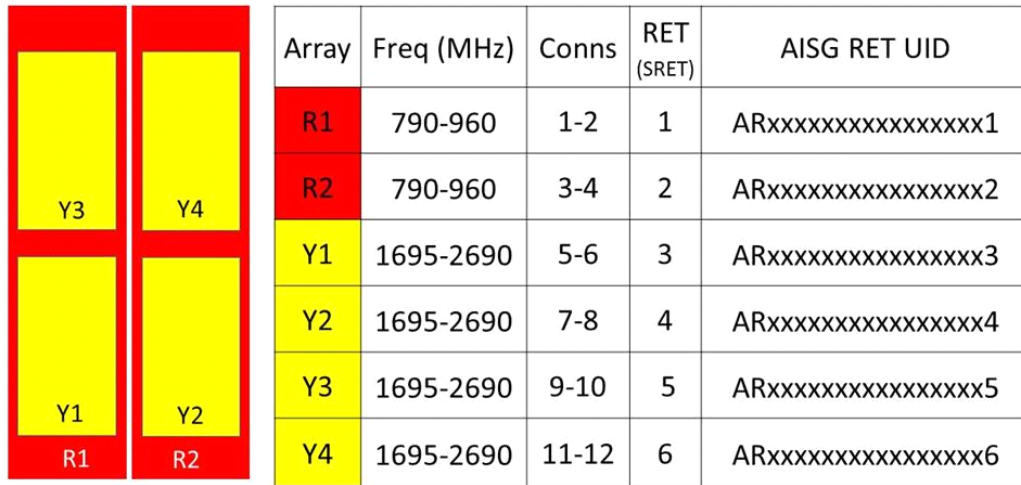 Y3 Y4
Y1 Y2
R1 R2
Array Freq (MHz) Conns RET (SRET) AISG RET UID
R1 790-960 1-2 1 ARxxxxxxxxxxxxxxxx1
R2 790-960 3-4 2 ARxxxxxxxxxxxxxxxx2
Y1 1695-2690 5-6 3 ARxxxxxxxxxxxxxxxx3
Y2 1695-2690 7-8 4 ARxxxxxxxxxxxxxxxx4
Y3 1695-2690 9-10 5 ARxxxxxxxxxxxxxxxx5
Y4 1695-2690 11-12 6 ARxxxxxxxxxxxxxxxx6